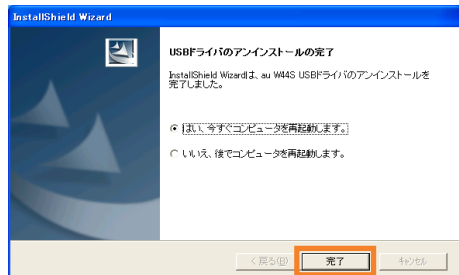 InstallShield Wizard
USBドライバのアンインストールの完了
InstallShield Wizardは、au W44S USBドライバのアンインストールを
完了しました。
はい、今すぐコンピュータを再起動します。
いいえ、後でコンピュータを再起動します。
< 戻る(B)
完了
キャンセル